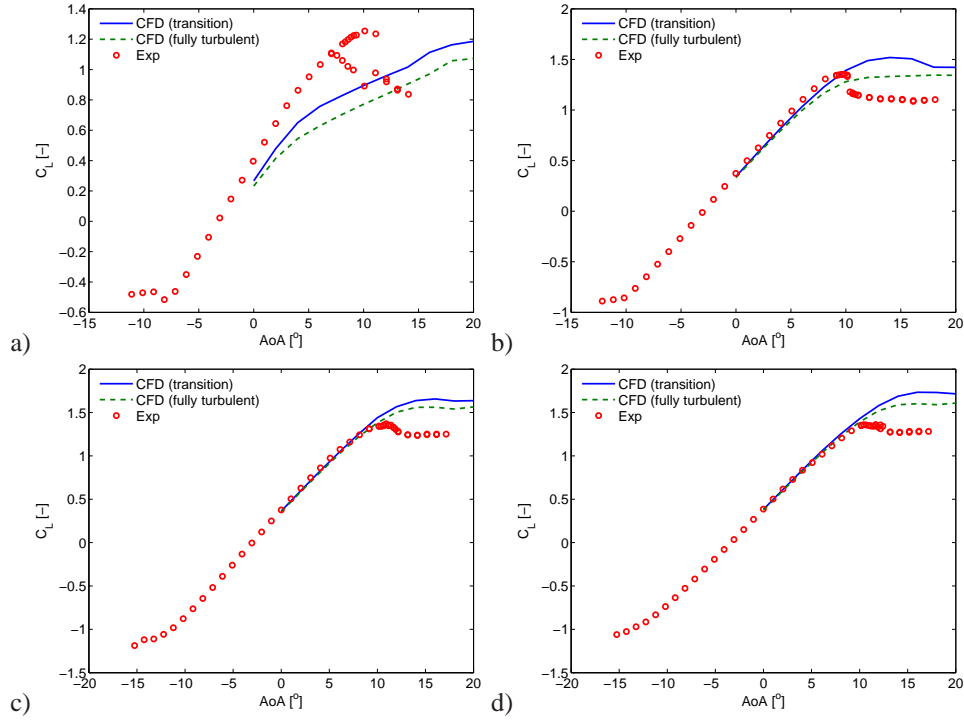 1.4
1.2
1
0.8
0.6
0.4
0.2
0
−0.2
−0.4
−0.6
−15
−10
−5
0
5
10
15
20
C_L [−]
AoA [°]
CFD (transition)
CFD (fully turbulent)
Exp
a)
2
1.5
1
0.5
0
−0.5
−1
−15
−10
−5
0
5
10
15
20
C_L [−]
AoA [°]
CFD (transition)
CFD (fully turbulent)
Exp
b)
2
1.5
1
0.5
0
−0.5
−1
−1.5
−20
−15
−10
−5
0
5
10
15
20
C_L [−]
AoA [°]
CFD (transition)
CFD (fully turbulent)
Exp
c)
2
1.5
1
0.5
0
−0.5
−1
−1.5
−20
−15
−10
−5
0
5
10
15
20
C_L [−]
AoA [°]
CFD (transition)
CFD (fully turbulent)
Exp
d)